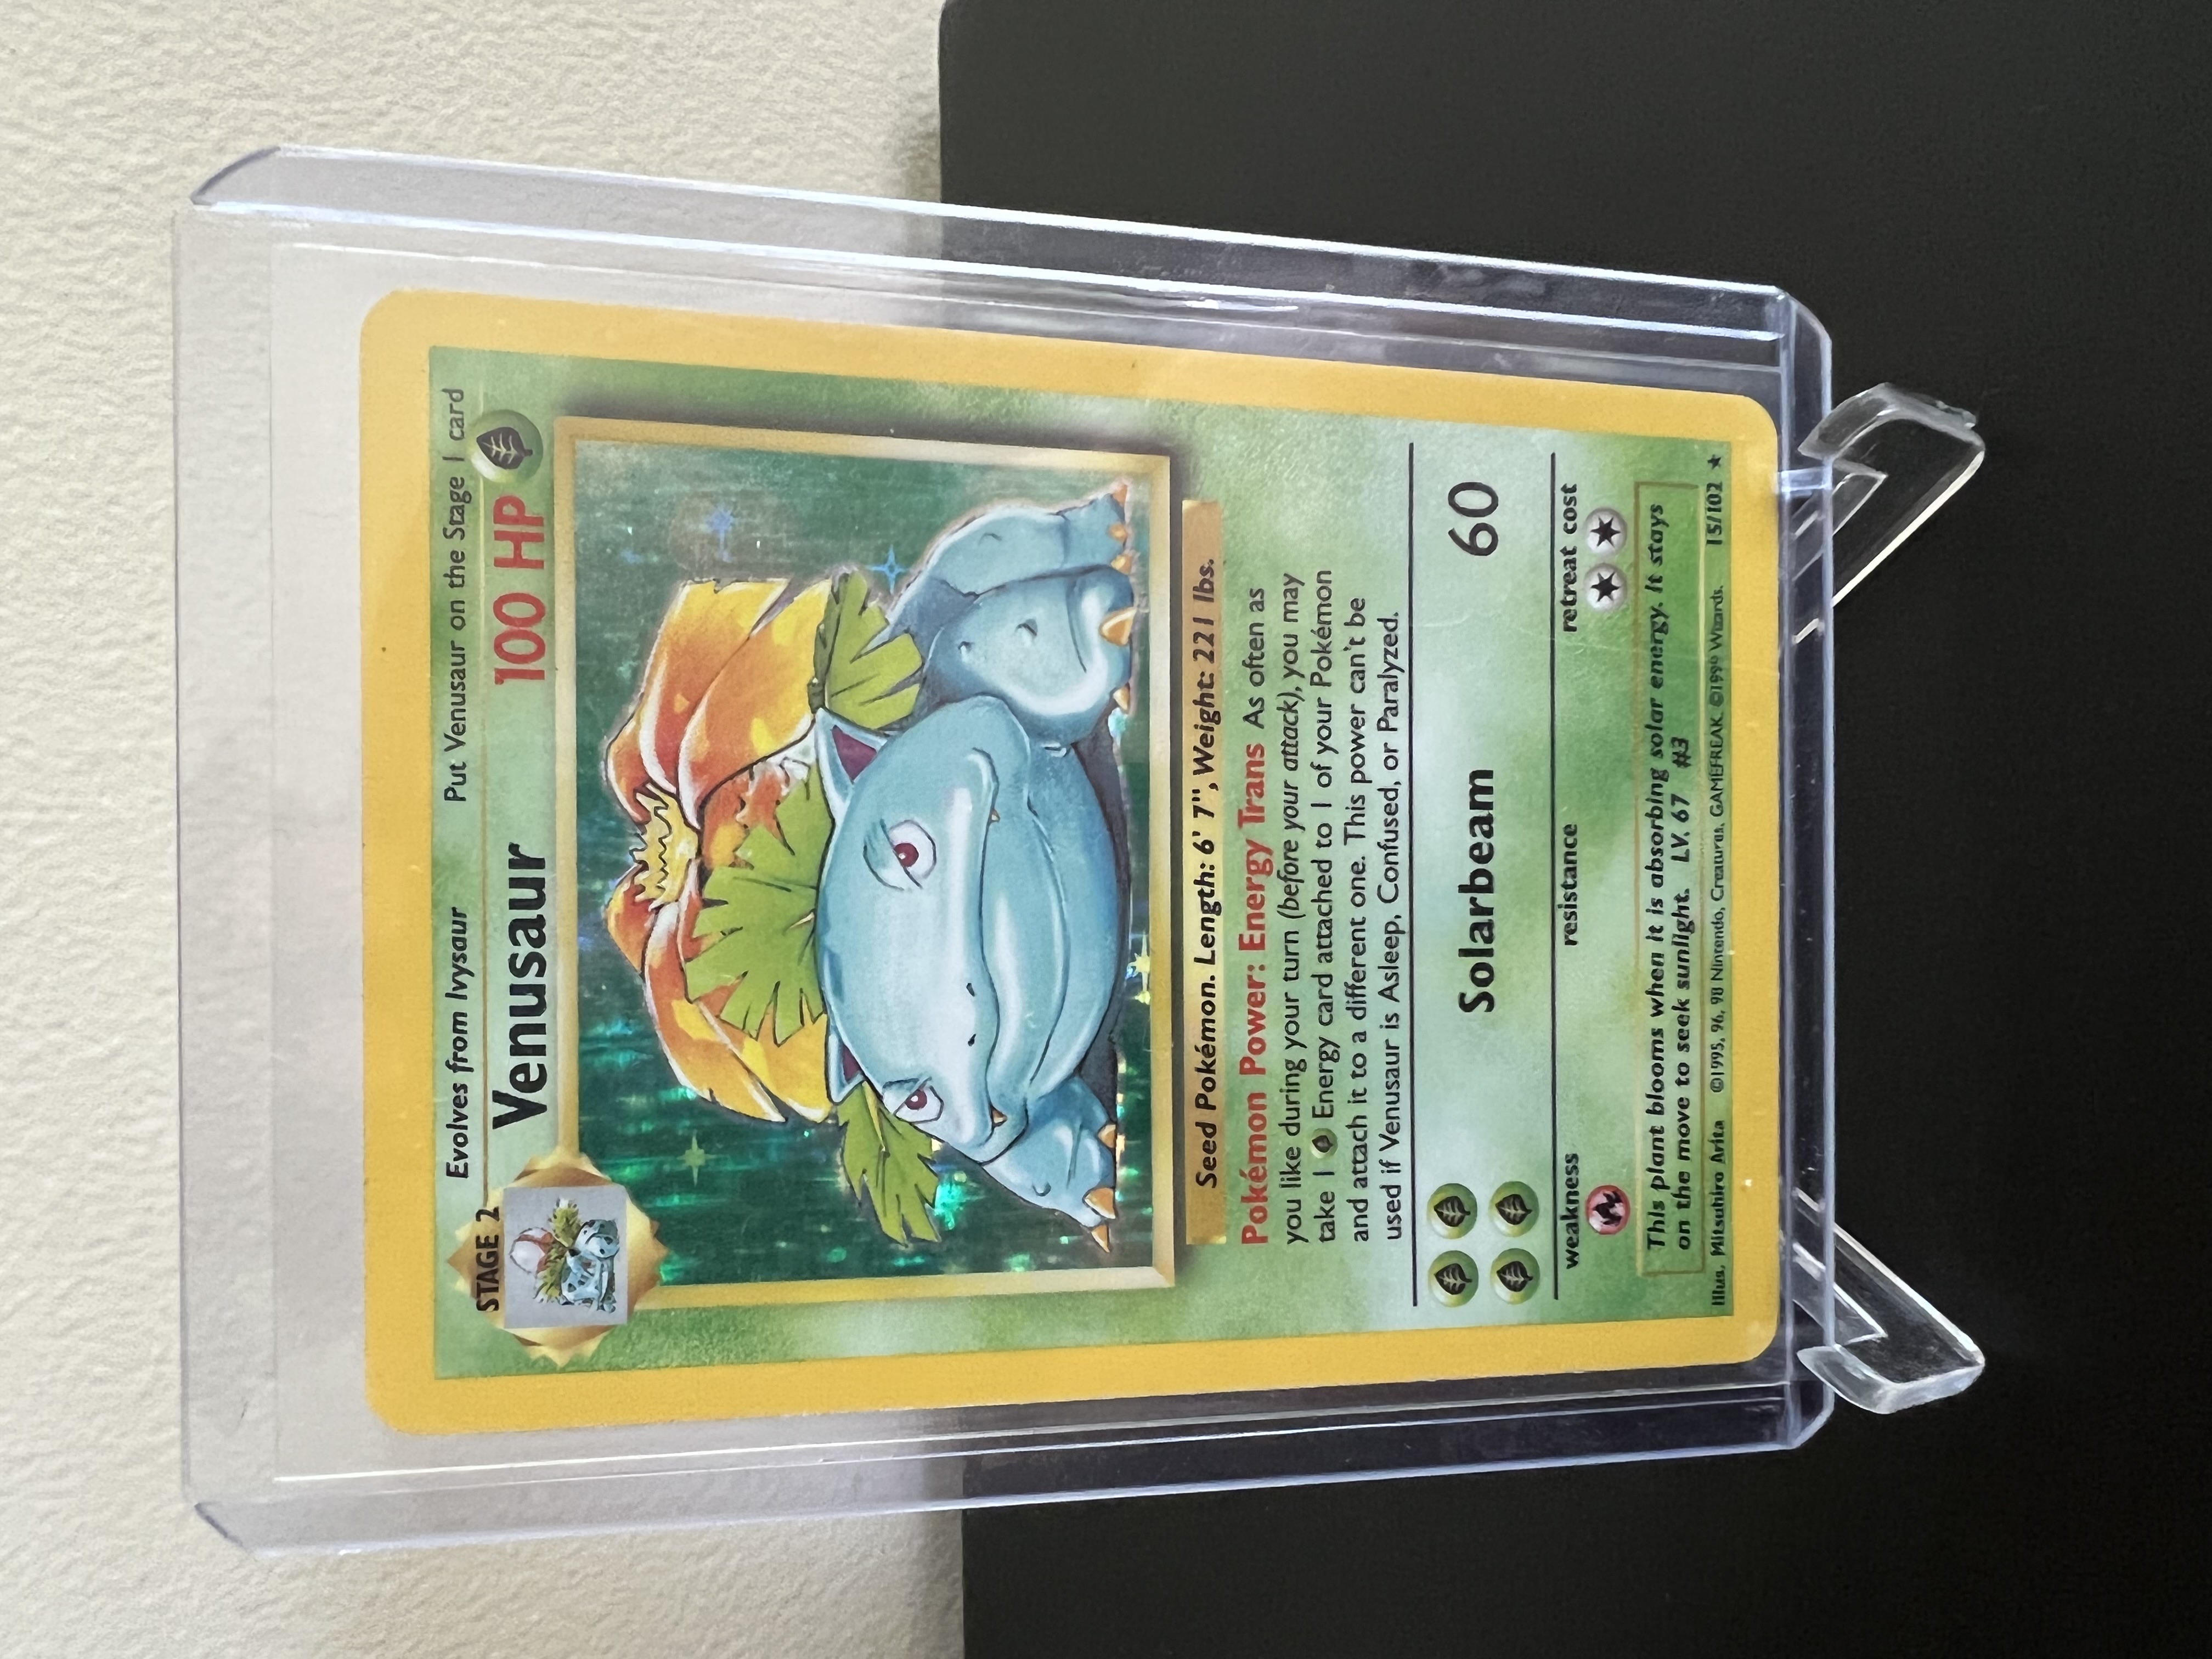 Evolves from Ivysaur Put Venusaur on the Stage 1 card
STAGE 2
Venusaur 100 HP
Seed Pokémon. Length: 6' 7", Weight: 221 lbs.
Pokémon Power: Energy Trans As often as
you like during your turn (before your attack), you may
take 1 Energy card attached to 1 of your Pokémon
and attach it to a different one. This power can't be
used if Venusaur is Asleep, Confused, or Paralyzed.
Solarbeam 60
weakness resistance retreat cost
This plant blooms when it is absorbing solar energy. It stays
on the move to seek sunlight. LV. 67 #3
Illus. Mitsuhiro Arita ©1995, 96, 98 Nintendo, Creatures, GAMEFREAK. ©1999 Wizards. 15/102 ★